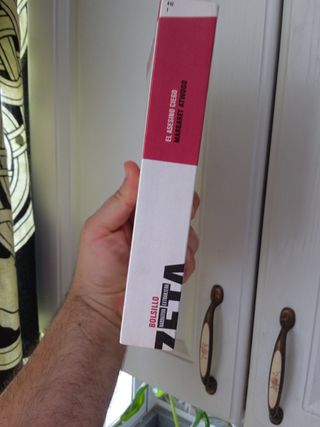 EL ASESINO CIEGO
MARGARET ATWOOD
BOLSILLO
ZETA